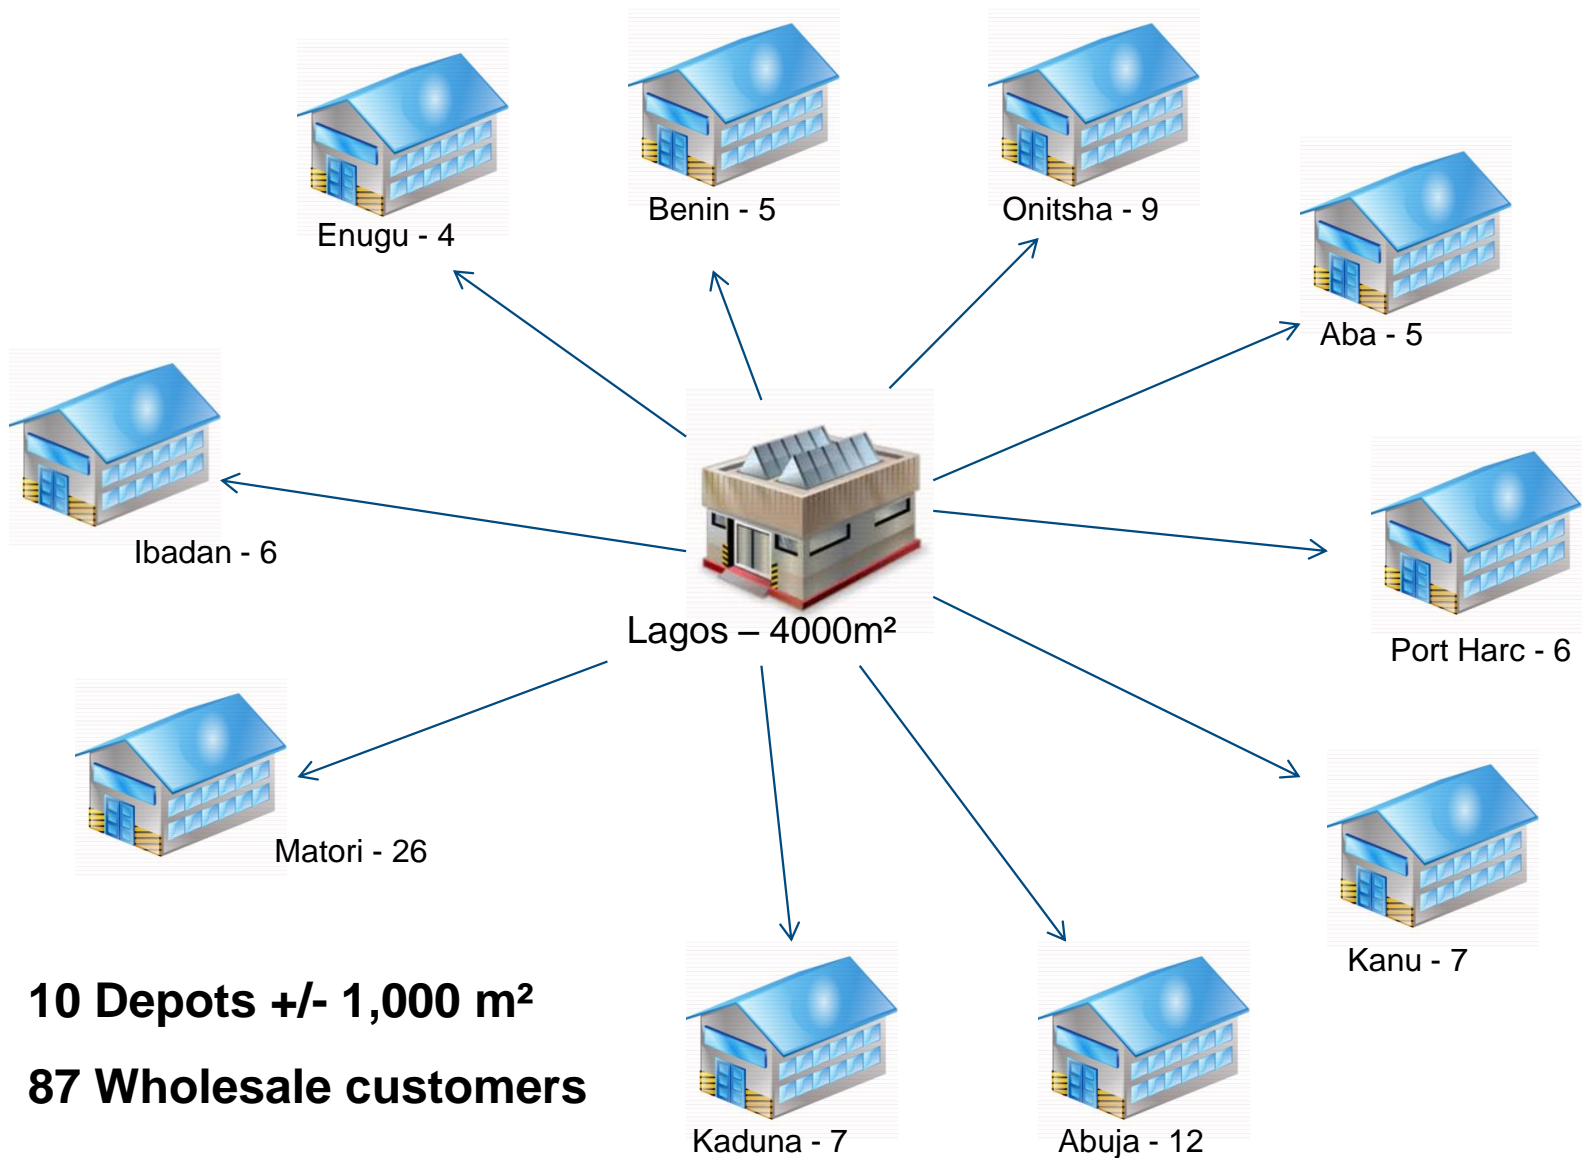 Benin - 5
Onitsha - 9
Enugu - 4
Aba - 5
Ibadan - 6
Lagos – 4000m²
Port Harc - 6
Matori - 26
Kanu - 7
10 Depots +/- 1,000 m²
87 Wholesale customers
Kaduna - 7
Abuja - 12